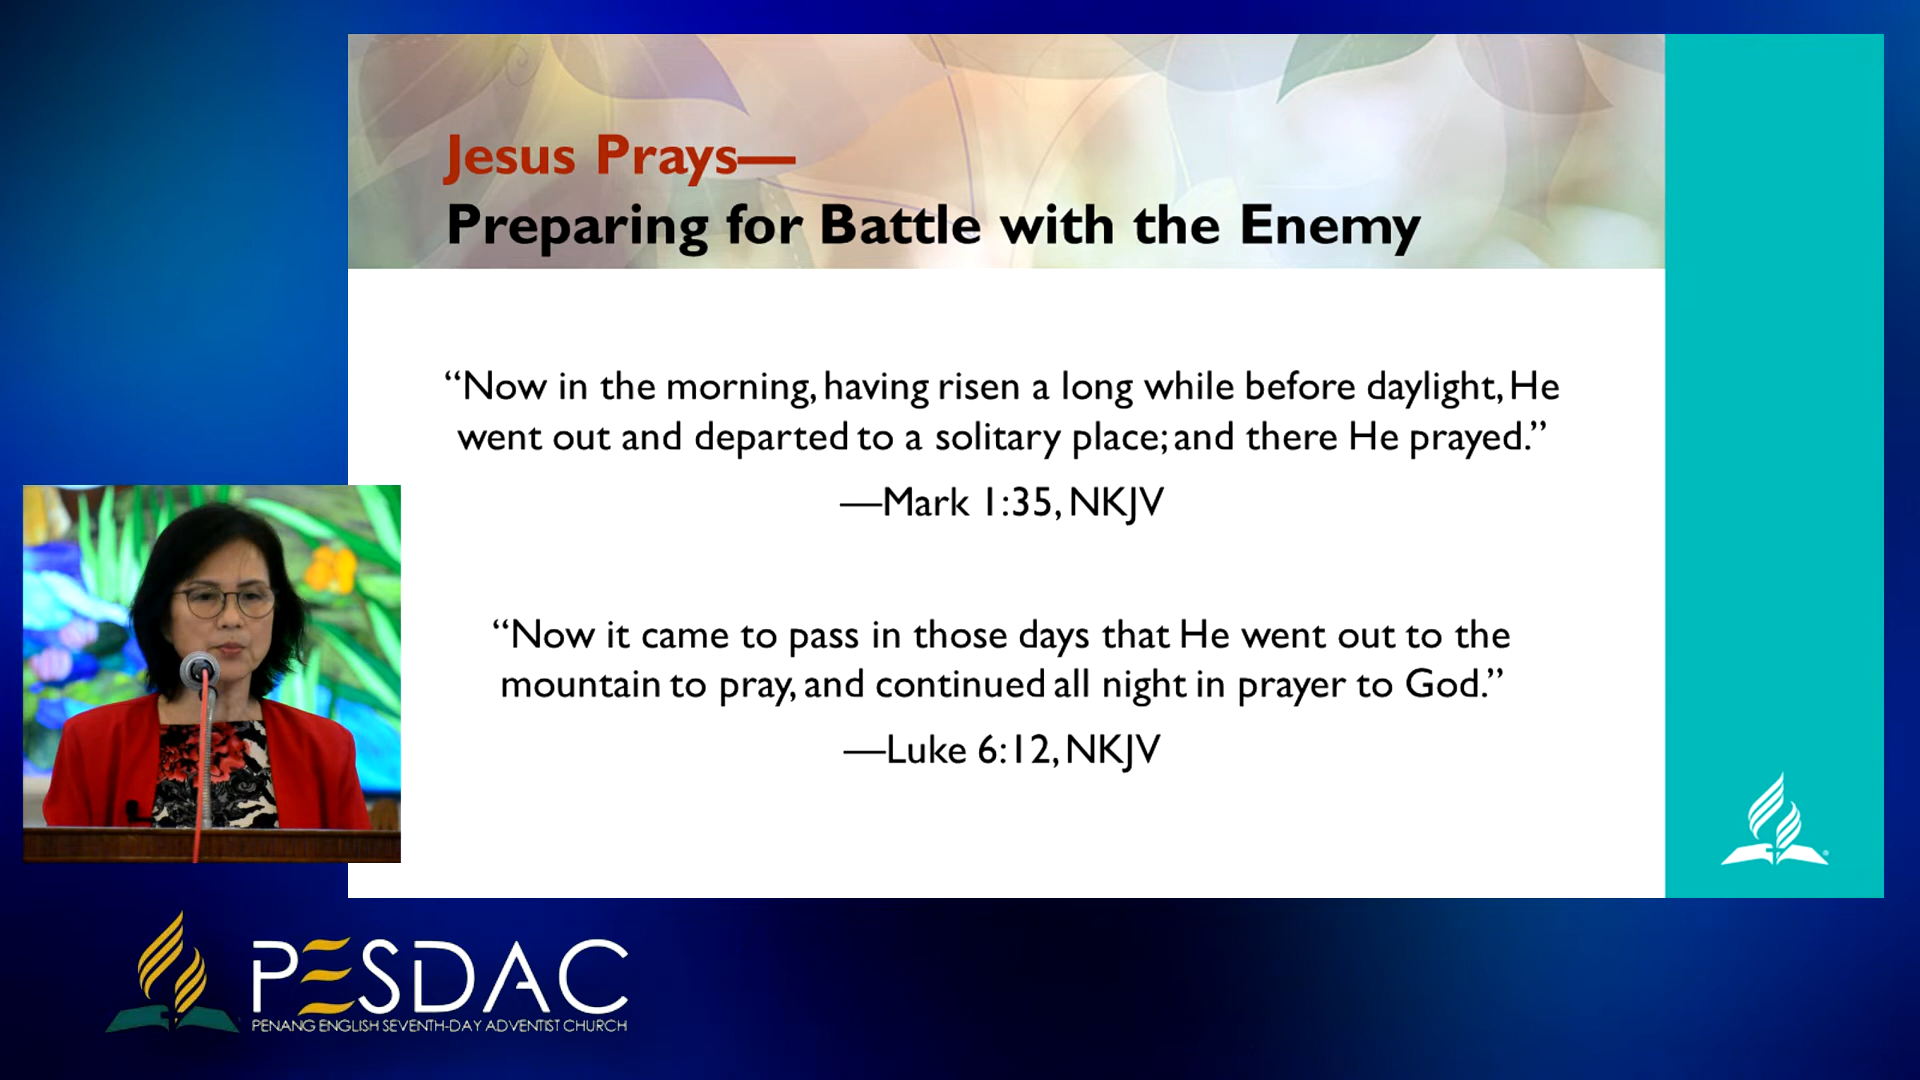 Jesus Prays—
Preparing for Battle with the Enemy
“Now in the morning, having risen a long while before daylight, He
went out and departed to a solitary place; and there He prayed.”
—Mark 1:35, NKJV
“Now it came to pass in those days that He went out to the
mountain to pray, and continued all night in prayer to God.”
—Luke 6:12, NKJV
PESDAC
PENANG ENGLISH SEVENTH-DAY ADVENTIST CHURCH